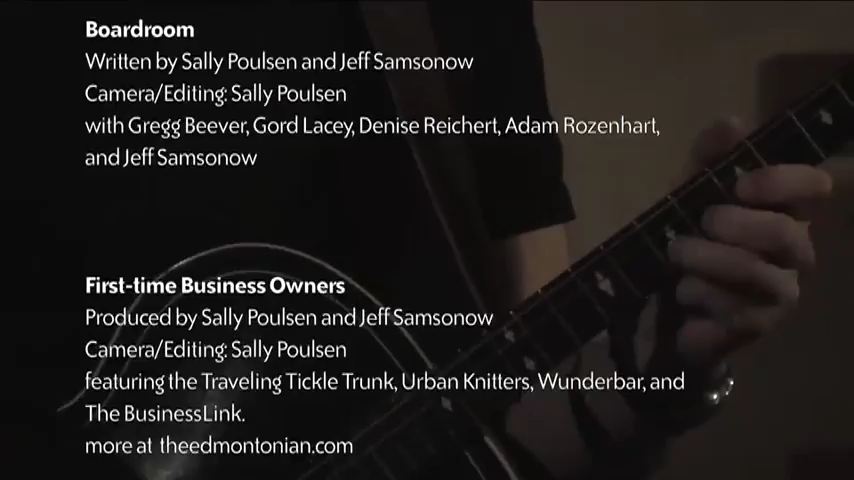 Boardroom
Written by Sally Poulsen and Jeff Samsonow
Camera/Editing: Sally Poulsen
with Gregg Beever, Gord Lacey, Denise Reichert, Adam Rozenhart,
and Jeff Samsonow
First-time Business Owners
Produced by Sally Poulsen and Jeff Samsonow
Camera/Editing: Sally Poulsen
featuring the Traveling Tickle Trunk, Urban Knitters, Wunderbar, and
The BusinessLink.
more at theedmontonian.com